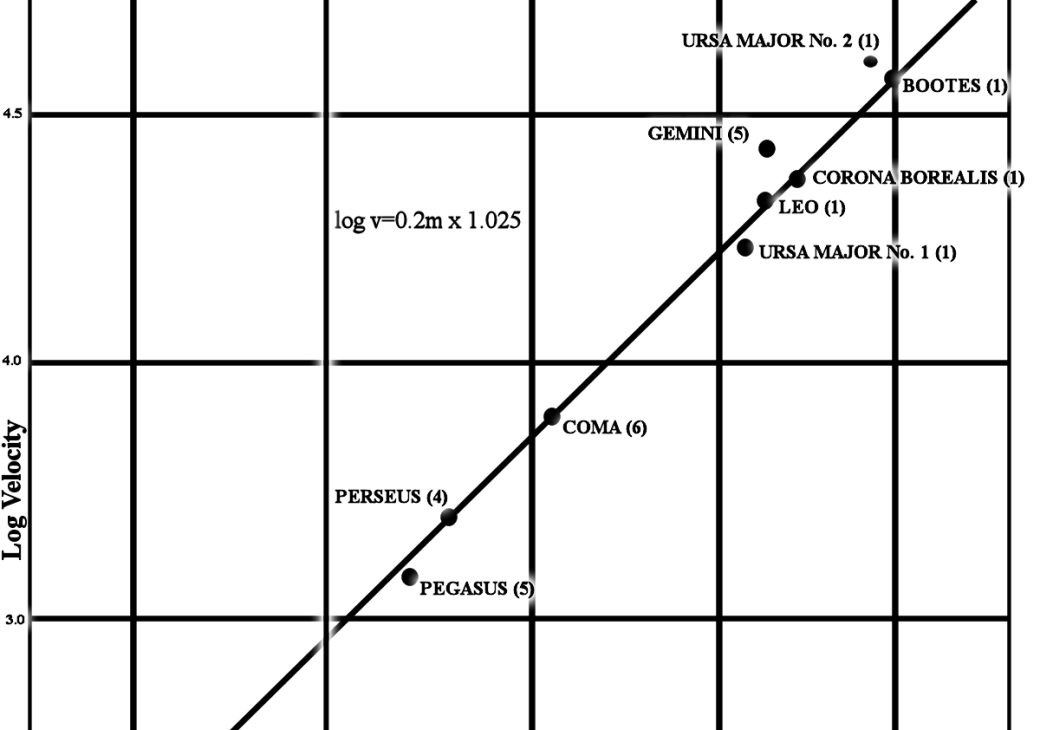 URSA MAJOR No. 2 (1)
BOOTES (1)
4.5
GEMINI (5)
CORONA BOREALIS (1)
LEO (1)
log v=0.2m x 1.025
URSA MAJOR No. 1 (1)
4.0
COMA (6)
Log Velocity
PERSEUS (4)
PEGASUS (5)
3.0